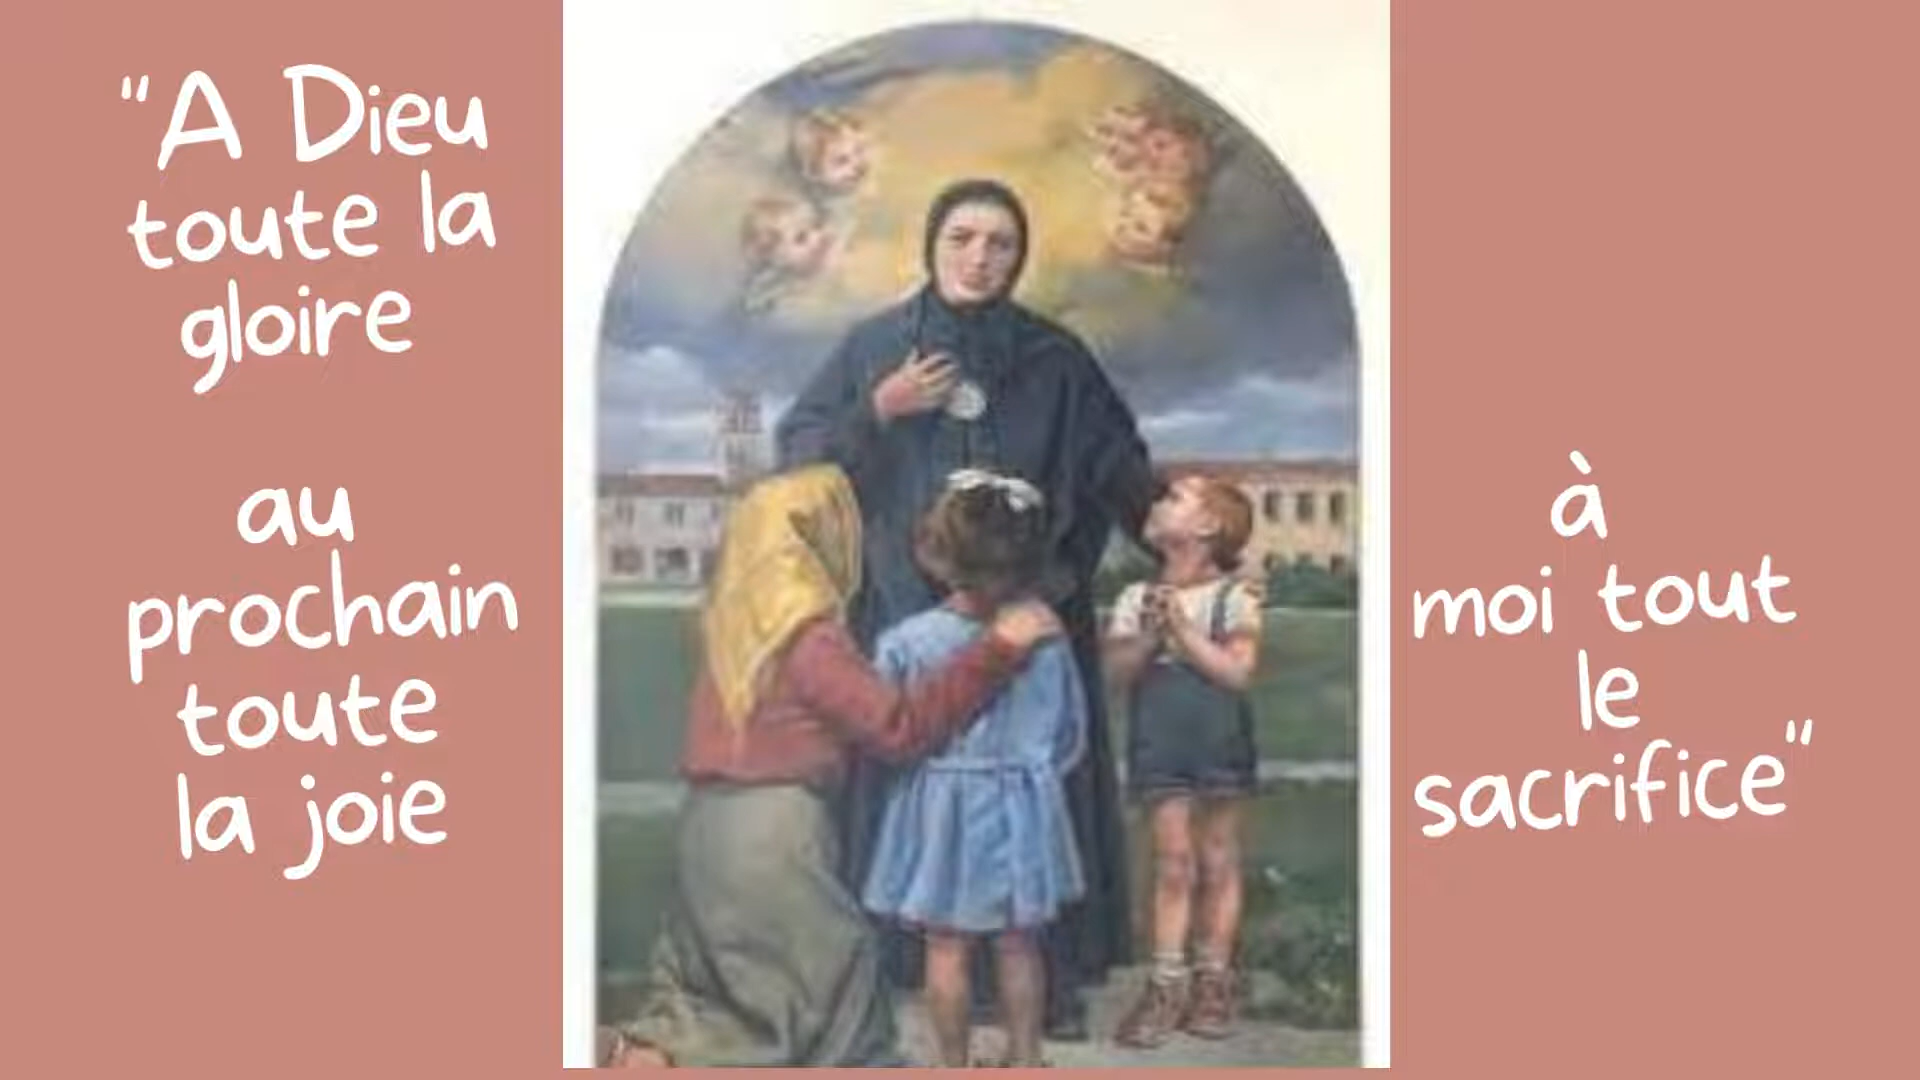 "A Dieu
toute la
gloire
au
prochain
toute
la joie
à
moi tout
le
sacrifice"